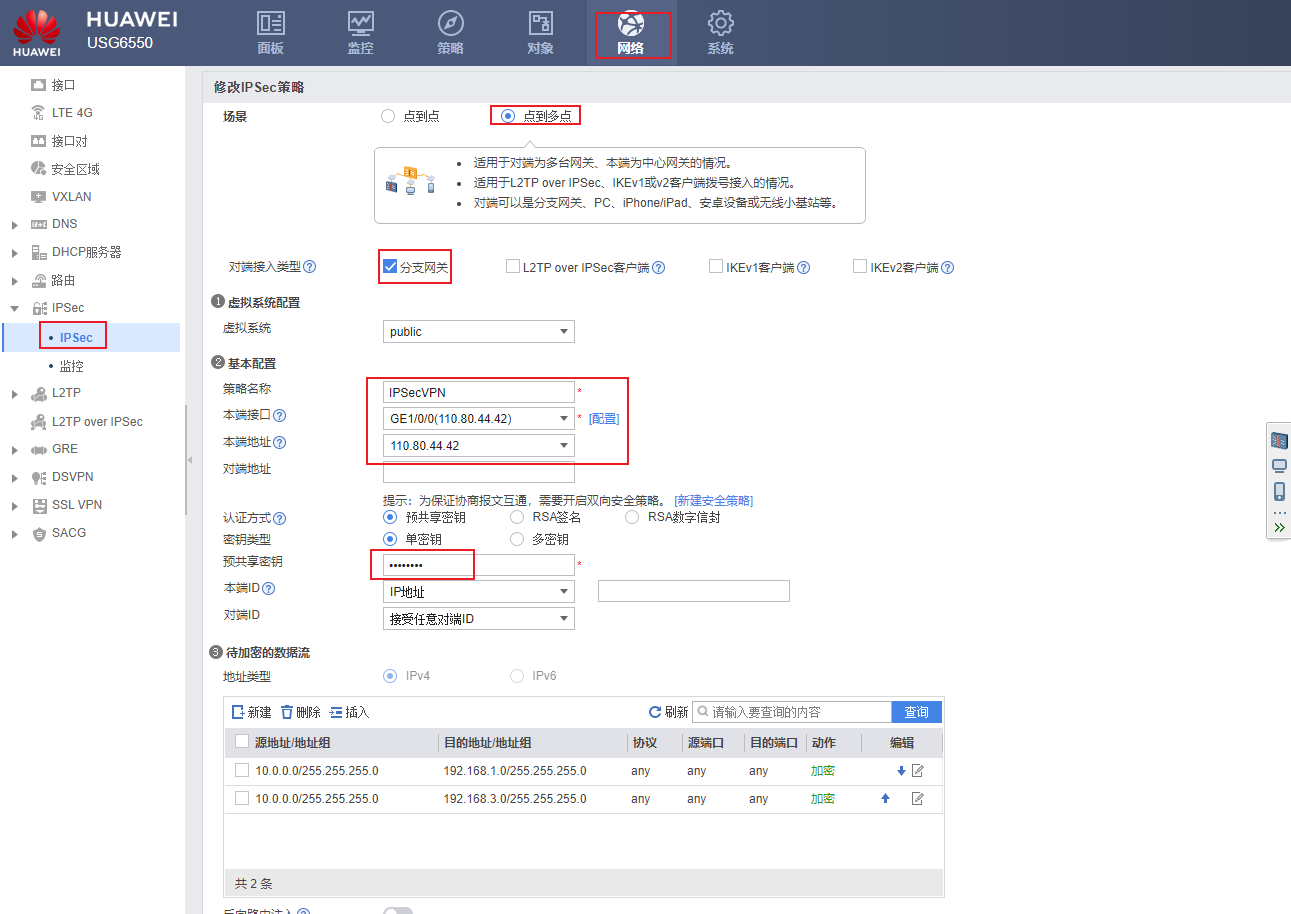 HUAWEI
HUAWEI
USG6550
面板
监控
策略
对象
网络
系统
接口
LTE 4G
接口对
安全区域
VXLAN
DNS
DHCP服务器
路由
IPSec
IPSec
监控
L2TP
L2TP over IPSec
GRE
DSVPN
SSL VPN
SACG
修改IPSec策略
场景 点到点 点到多点
适用于对端为多台网关、本端为中心网关的情况。
适用于L2TP over IPSec、IKEv1或v2客户端拨号接入的情况。
对端可以是分支网关、PC、iPhone/iPad、安卓设备或无线小基站等。
对端接入类型 ? 分支网关 L2TP over IPSec客户端 ? IKEv1客户端 ? IKEv2客户端 ?
1 虚拟系统配置
虚拟系统 public
2 基本配置
策略名称 IPSecVPN *
本端接口 ? GE1/0/0(110.80.44.42) * [配置]
本端地址 ? 110.80.44.42
对端地址
提示：为保证协商报文互通，需要开启双向安全策略。 [新建安全策略]
认证方式 ? 预共享密钥 RSA签名 RSA数字信封
密钥类型 单密钥 多密钥
预共享密钥 •••••••• *
本端ID ? IP地址
对端ID 接受任意对端ID
3 待加密的数据流
地址类型 IPv4 IPv6
新建 删除 插入 刷新 请输入要查询的内容 查询
源地址/地址组 目的地址/地址组 协议 源端口 目的端口 动作 编辑
10.0.0.0/255.255.255.0 192.168.1.0/255.255.255.0 any any any 加密
10.0.0.0/255.255.255.0 192.168.3.0/255.255.255.0 any any any 加密
共 2 条
反向路由注入 ?